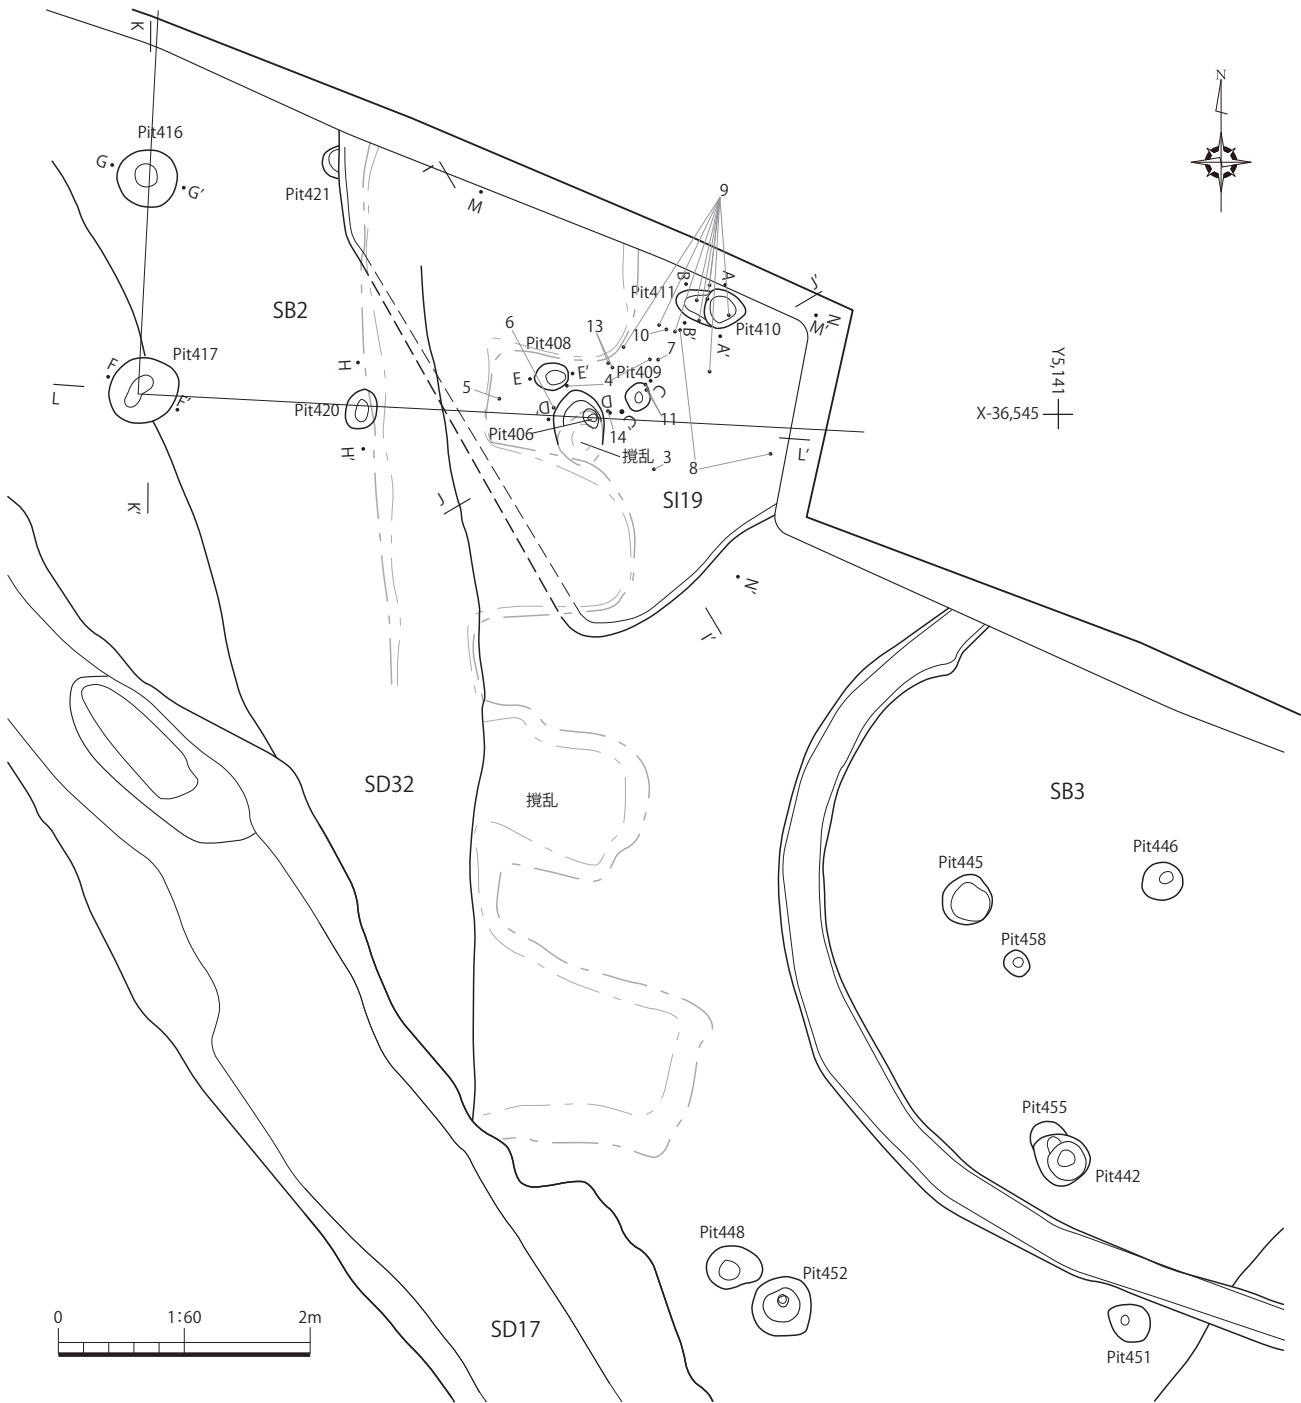 K
N
Pit416
G
G'
Pit421
I
M
9
SB2
B
A
J'
Pit411
N
M'
Pit410
B'
A'
6
13
10
7
Pit408
Pit417
F
F'
H
E
E'
4
Pit409
C
5
L
Pit420
D'
D
C'
11
Y5,141
X-36,545
Pit406
14
撹乱
3
8
L'
H'
K'
J
SI19
N'
I'
SD32
撹乱
SB3
Pit446
Pit445
Pit458
Pit455
Pit442
Pit448
Pit452
0
1:60
2m
SD17
Pit451